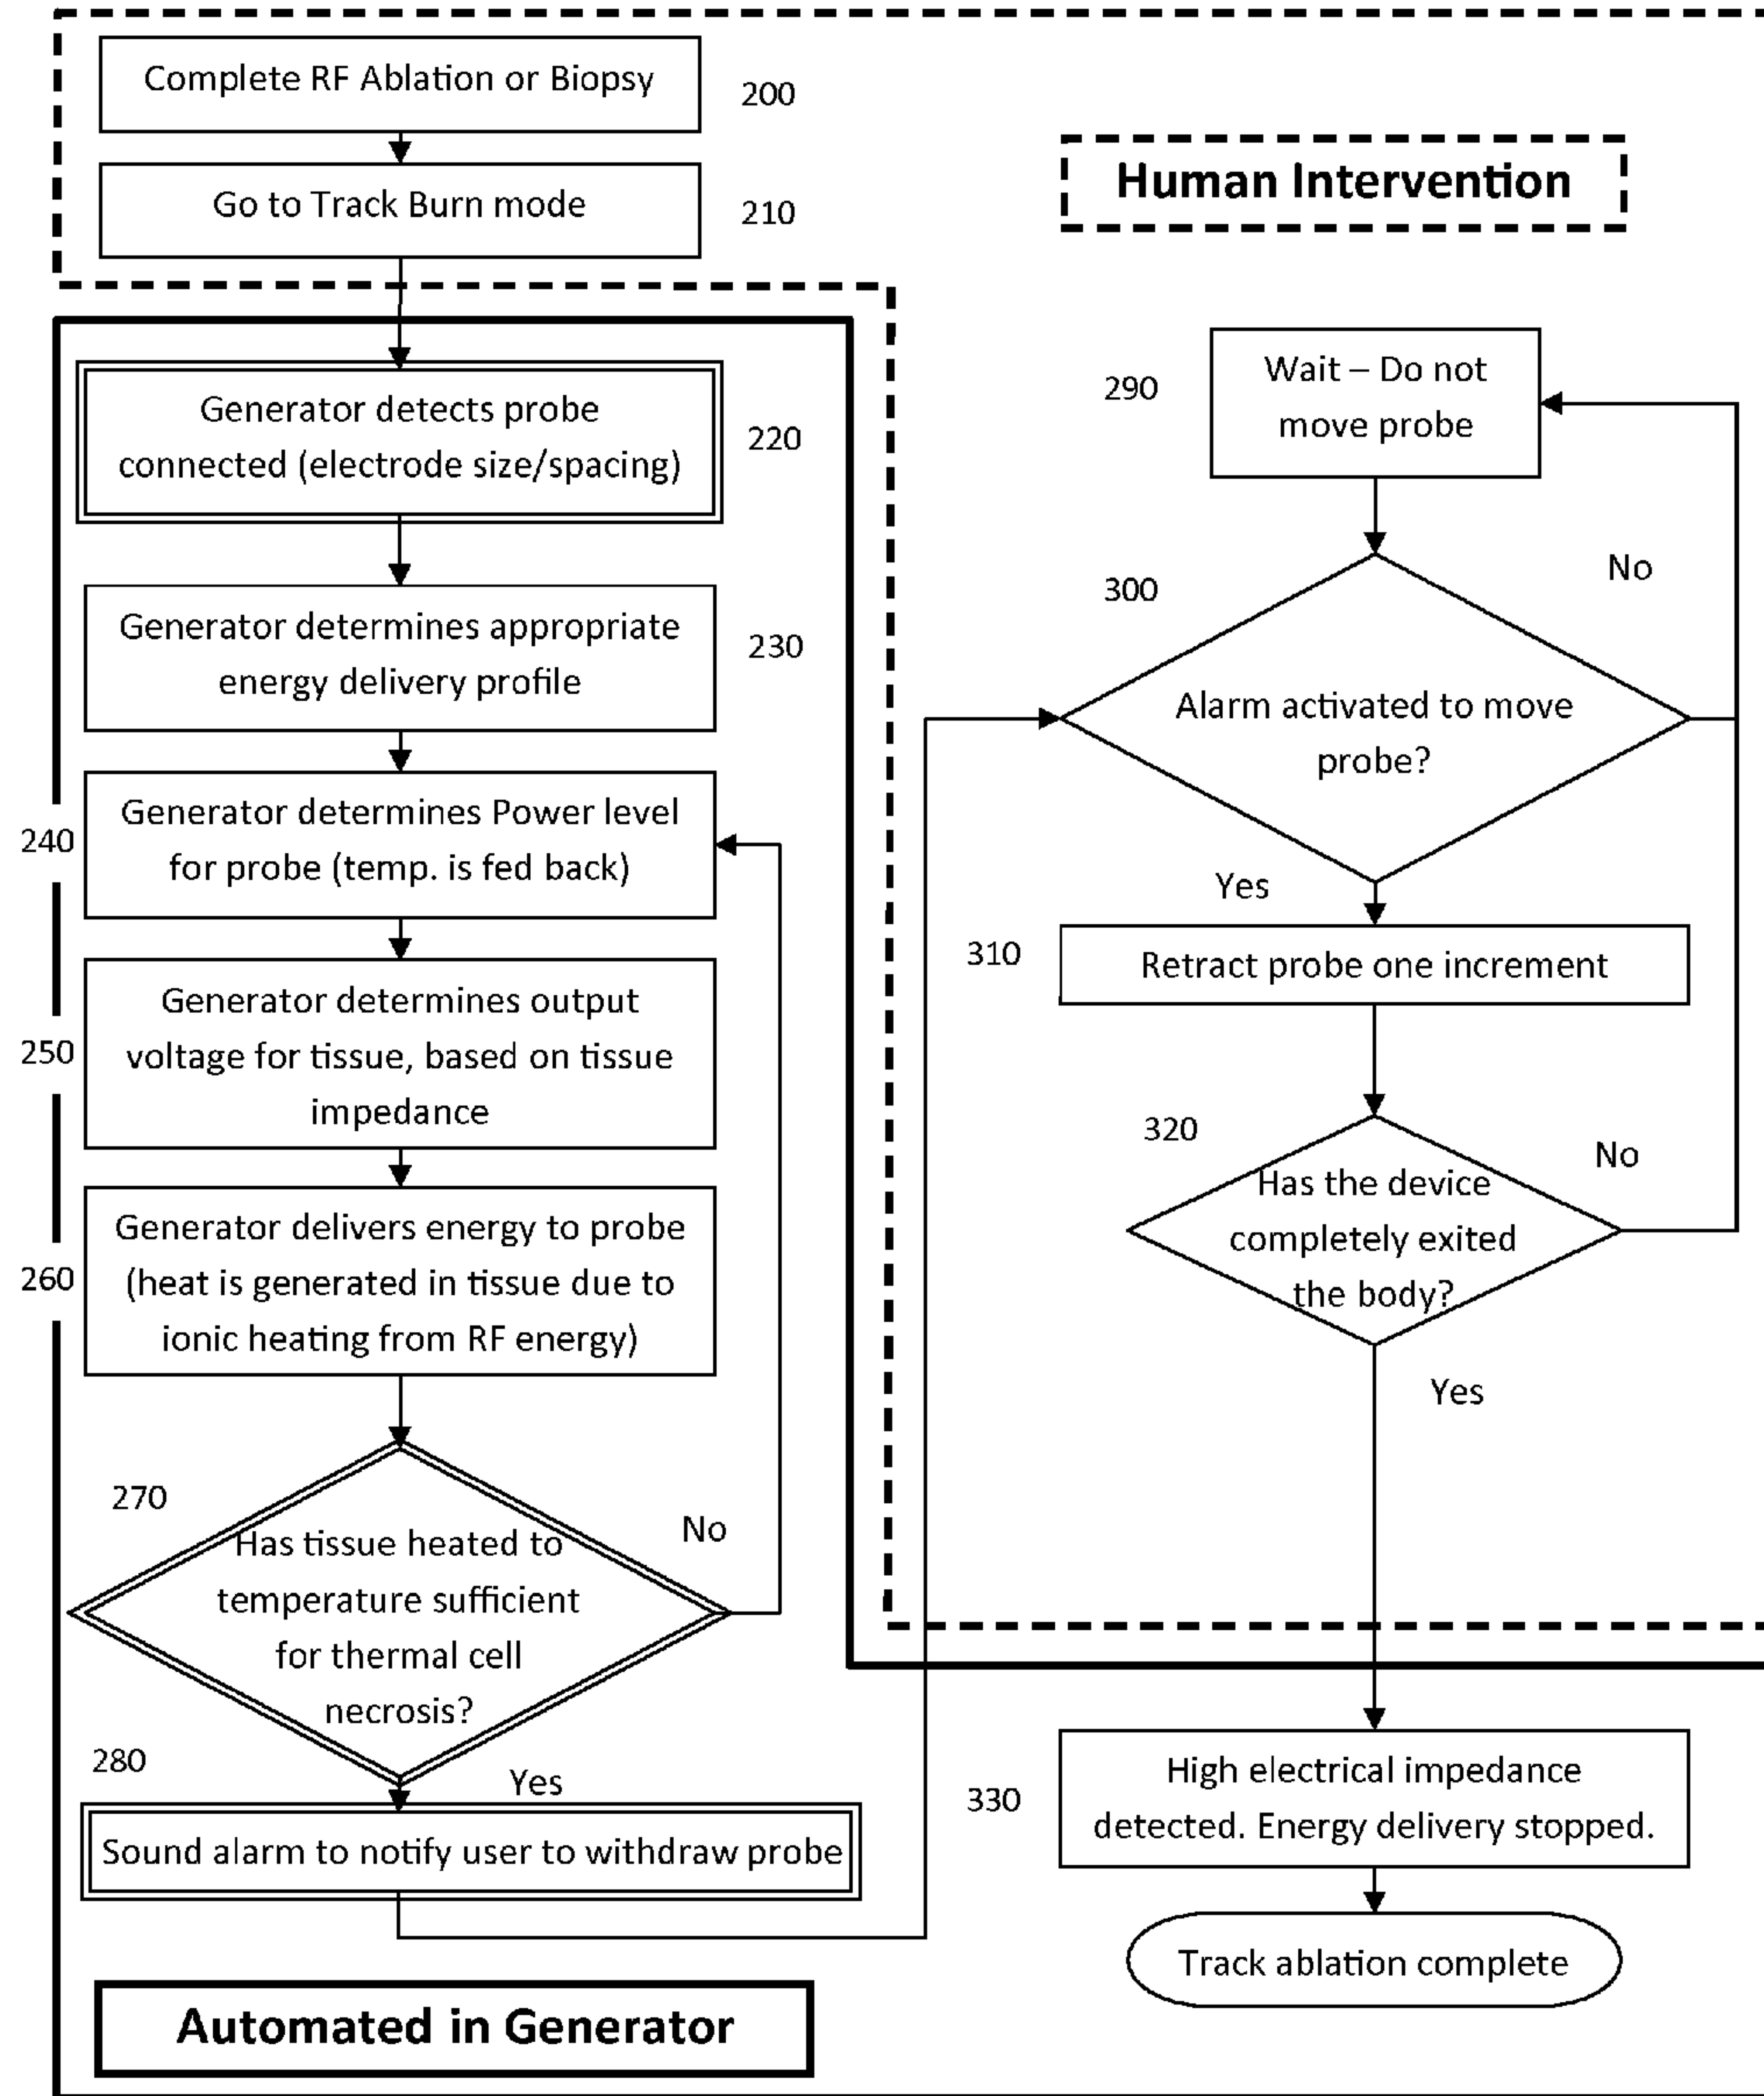 Complete RF Ablation or Biopsy
200
Go to Track Burn mode
210
Human Intervention
Generator detects probe
connected (electrode size/spacing)
220
Generator determines appropriate
energy delivery profile
230
Generator determines Power level
for probe (temp. is fed back)
240
Generator determines output
voltage for tissue, based on tissue
impedance
250
Generator delivers energy to probe
(heat is generated in tissue due to
ionic heating from RF energy)
260
270
Has tissue heated to
temperature sufficient
for thermal cell
necrosis?
No
280
Yes
Sound alarm to notify user to withdraw probe
Automated in Generator
290
Wait – Do not
move probe
300
No
Alarm activated to move
probe?
Yes
310
Retract probe one increment
320
No
Has the device
completely exited
the body?
Yes
330
High electrical impedance
detected. Energy delivery stopped.
Track ablation complete